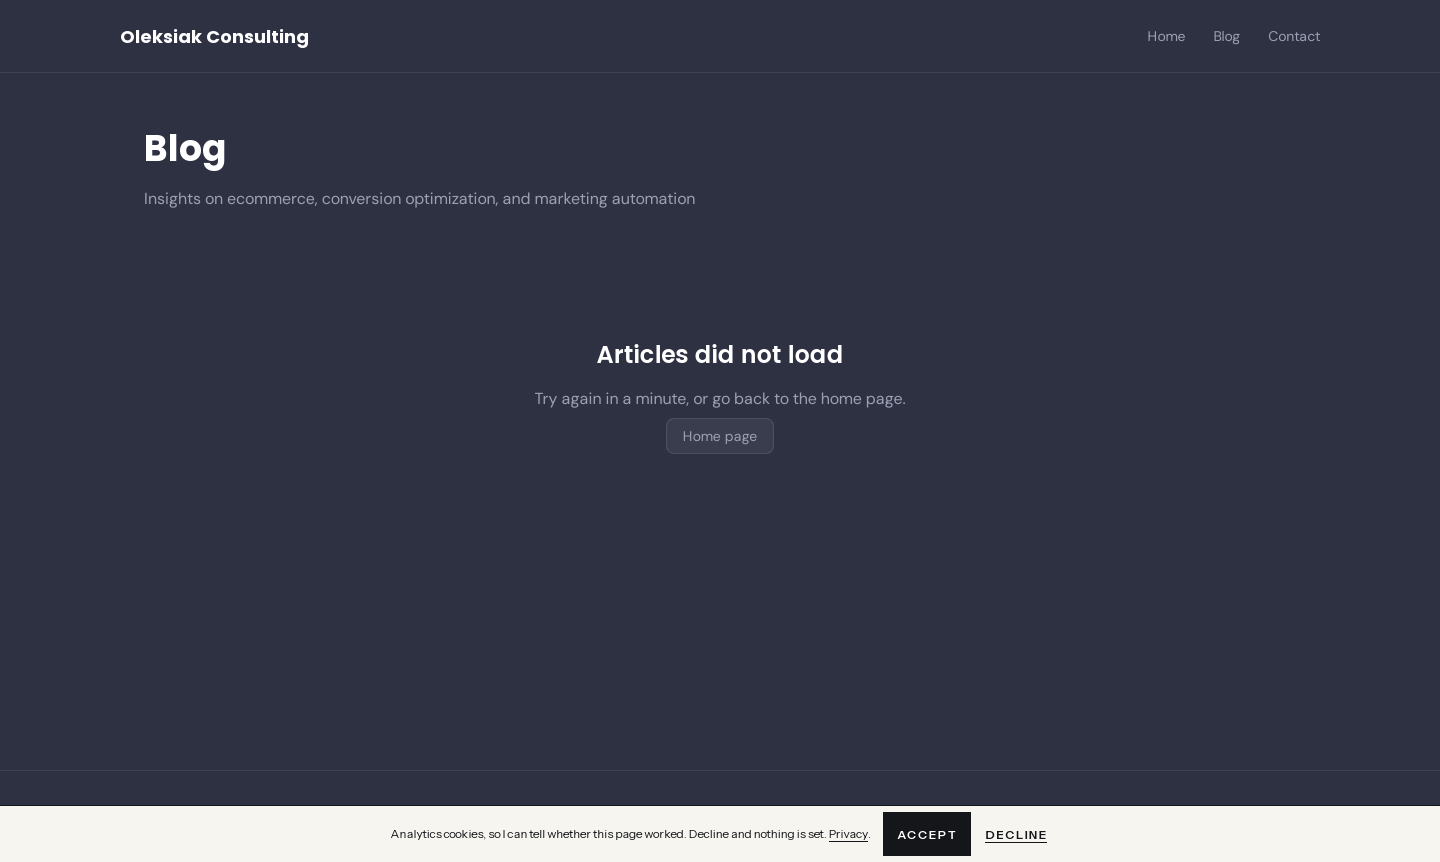 Oleksiak Consulting
Home
Blog
Contact
Blog
Insights on ecommerce, conversion optimization, and marketing automation
Articles did not load
Try again in a minute, or go back to the home page.
Home page
Analytics cookies, so I can tell whether this page worked. Decline and nothing is set. Privacy.
ACCEPT
DECLINE